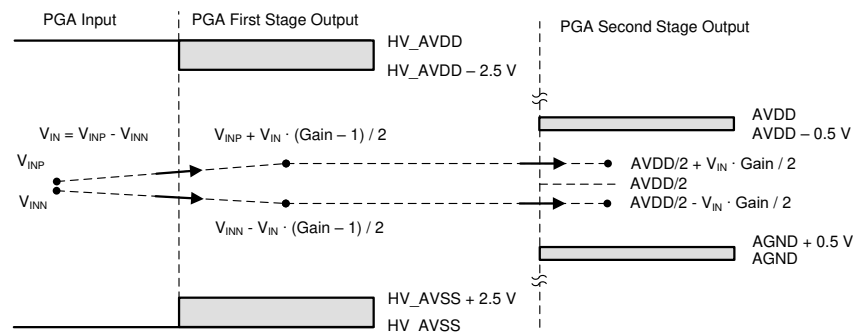 PGA Input
PGA First Stage Output
PGA Second Stage Output
HV_AVDD
HV_AVDD – 2.5 V
AVDD
AVDD – 0.5 V
V_IN = V_INP - V_INN
V_INP + V_IN · (Gain – 1) / 2
V_INP
AVDD/2 + V_IN · Gain / 2
AVDD/2
V_INN
AVDD/2 - V_IN · Gain / 2
V_INN - V_IN · (Gain – 1) / 2
AGND + 0.5 V
AGND
HV_AVSS + 2.5 V
HV_AVSS